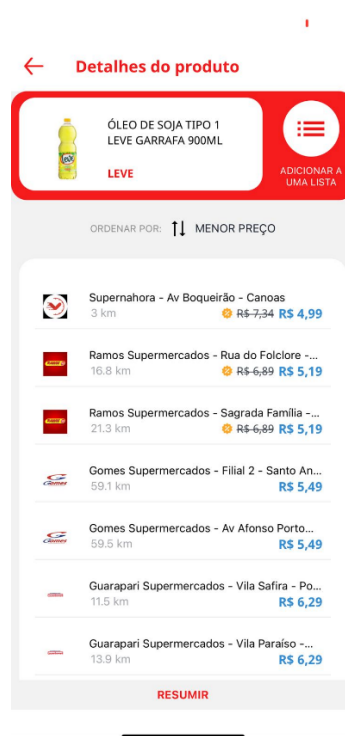 Detalhes do produto
ÓLEO DE SOJA TIPO 1
LEVE GARRAFA 900ML
LEVE
ADICIONAR A
UMA LISTA
ORDENAR POR: MENOR PREÇO
Supernahora - Av Boqueirão - Canoas
3 km R$ 7,34 R$ 4,99
Ramos Supermercados - Rua do Folclore -...
16.8 km R$ 6,89 R$ 5,19
Ramos Supermercados - Sagrada Família -...
21.3 km R$ 6,89 R$ 5,19
Gomes Supermercados - Filial 2 - Santo An...
59.1 km R$ 5,49
Gomes Supermercados - Av Afonso Porto...
59.5 km R$ 5,49
Guarapari Supermercados - Vila Safira - Po...
11.5 km R$ 6,29
Guarapari Supermercados - Vila Paraíso -...
13.9 km R$ 6,29
RESUMIR